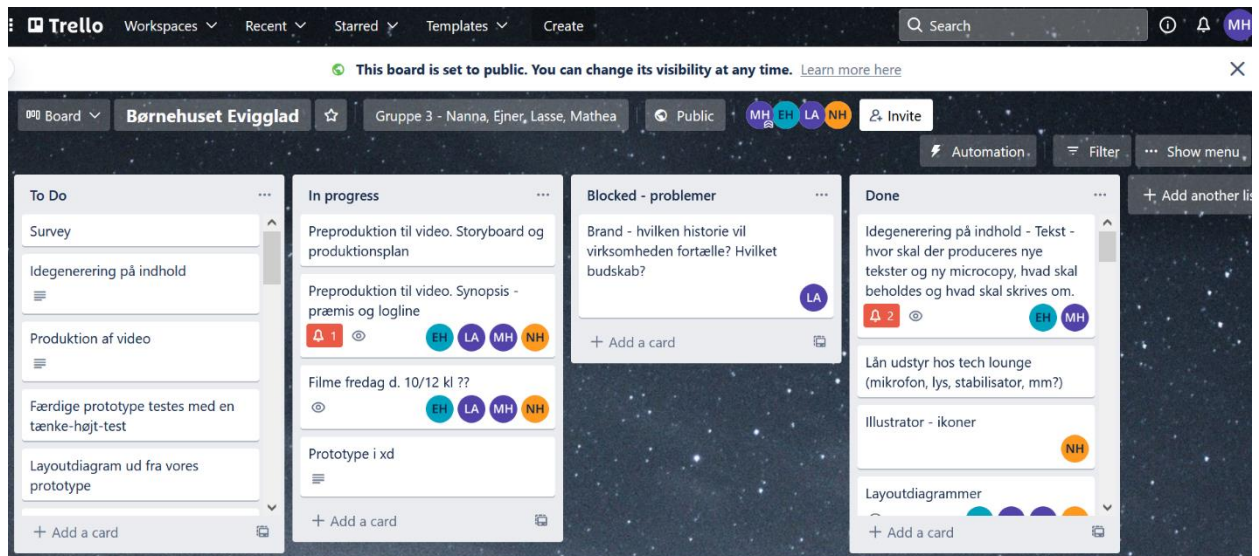 Trello Workspaces Recent Starred Templates Create Search MH
This board is set to public. You can change its visibility at any time. Learn more here
Board Børnehuset Evigglad Gruppe 3 - Nanna, Ejner, Lasse, Mathea Public MH EH LA NH Invite
Automation Filter Show menu
To Do
Survey
Idegenerering på indhold
Produktion af video
Færdige prototype testes med en
tænke-højt-test
Layoutdiagram ud fra vores
prototype
+ Add a card
In progress
Preproduktion til video. Storyboard og
produktionsplan
Preproduktion til video. Synopsis -
præmis og logline
1 EH LA MH NH
Filme fredag d. 10/12 kl ??
EH LA MH NH
Prototype i xd
+ Add a card
Blocked - problemer
Brand - hvilken historie vil
virksomheden fortælle? Hvilket
budskab?
LA
+ Add a card
Done
Idegenerering på indhold - Tekst -
hvor skal der produceres nye
tekster og ny microcopy, hvad skal
beholdes og hvad skal skrives om.
2 EH MH
Lån udstyr hos tech lounge
(mikrofon, lys, stabilisator, mm?)
Illustrator - ikoner
NH
Layoutdiagrammer
+ Add a card
+ Add another